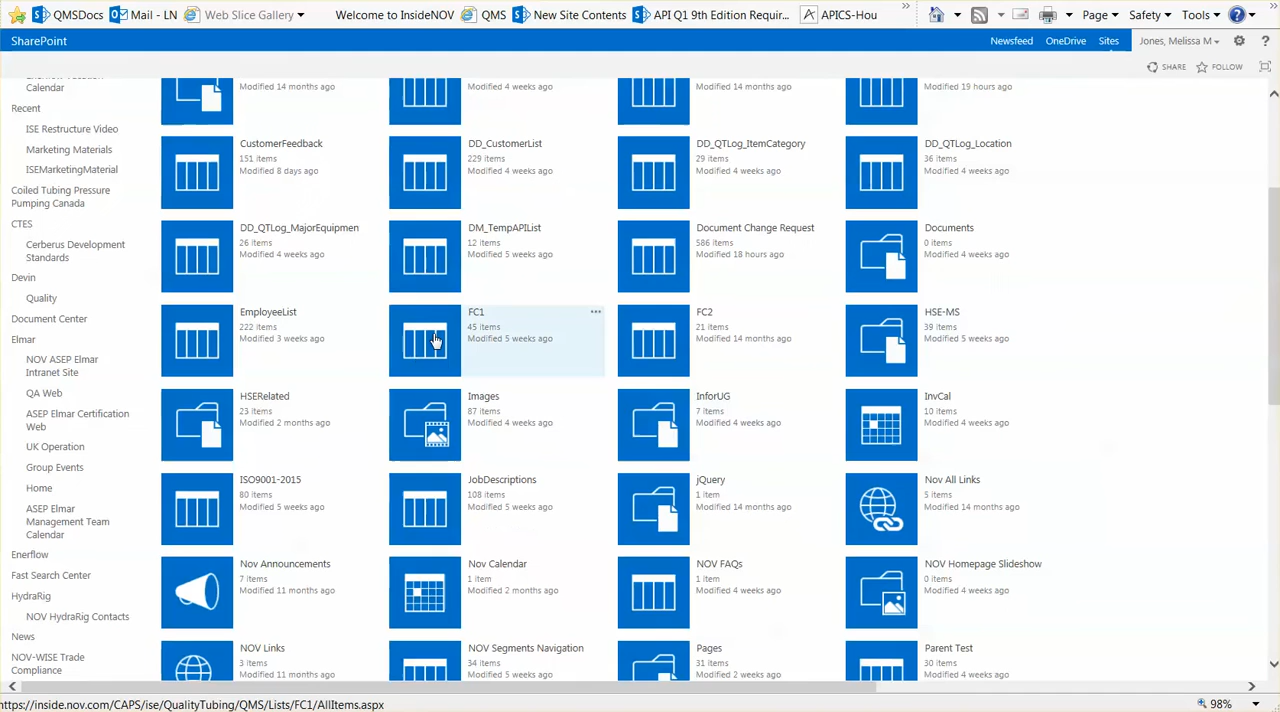 QMSDocs Mail - LN Web Slice Gallery Welcome to InsideNOV QMS New Site Contents API Q1 9th Edition Requir... APICS-Hou Page Safety Tools
SharePoint Newsfeed OneDrive Sites Jones, Melissa M ?
SHARE FOLLOW
Calendar
Recent
ISE Restructure Video
Marketing Materials
ISEMarketingMaterial
Coiled Tubing Pressure
Pumping Canada
CTES
Cerberus Development
Standards
Devin
Quality
Document Center
Elmar
NOV ASEP Elmar
Intranet Site
QA Web
ASEP Elmar Certification
Web
UK Operation
Group Events
Home
ASEP Elmar
Management Team
Calendar
Enerflow
Fast Search Center
HydraRig
NOV HydraRig Contacts
News
NOV-WISE Trade
Compliance
Modified 14 months ago
Modified 4 weeks ago
Modified 14 months ago
Modified 19 hours ago
CustomerFeedback
151 items
Modified 8 days ago
DD_CustomerList
229 items
Modified 4 weeks ago
DD_QTLog_ItemCategory
29 items
Modified 4 weeks ago
DD_QTLog_Location
36 items
Modified 4 weeks ago
DD_QTLog_MajorEquipmen
26 items
Modified 4 weeks ago
DM_TempAPIList
12 items
Modified 5 weeks ago
Document Change Request
586 items
Modified 18 hours ago
Documents
0 items
Modified 4 weeks ago
EmployeeList
222 items
Modified 3 weeks ago
FC1 ...
45 items
Modified 5 weeks ago
FC2
21 items
Modified 14 months ago
HSE-MS
39 items
Modified 5 weeks ago
HSERelated
23 items
Modified 2 months ago
Images
87 items
Modified 4 weeks ago
InforUG
7 items
Modified 4 weeks ago
InvCal
10 items
Modified 4 weeks ago
ISO9001-2015
80 items
Modified 5 weeks ago
JobDescriptions
108 items
Modified 5 weeks ago
jQuery
1 item
Modified 14 months ago
Nov All Links
5 items
Modified 14 months ago
Nov Announcements
7 items
Modified 11 months ago
Nov Calendar
1 item
Modified 2 months ago
NOV FAQs
1 item
Modified 4 weeks ago
NOV Homepage Slideshow
0 items
Modified 4 weeks ago
NOV Links
3 items
Modified 11 months ago
NOV Segments Navigation
34 items
Modified 5 weeks ago
Pages
31 items
Modified 2 weeks ago
Parent Test
30 items
Modified 4 weeks ago
https://inside.nov.com/CAPS/ise/QualityTubing/QMS/Lists/FC1/AllItems.aspx 98%